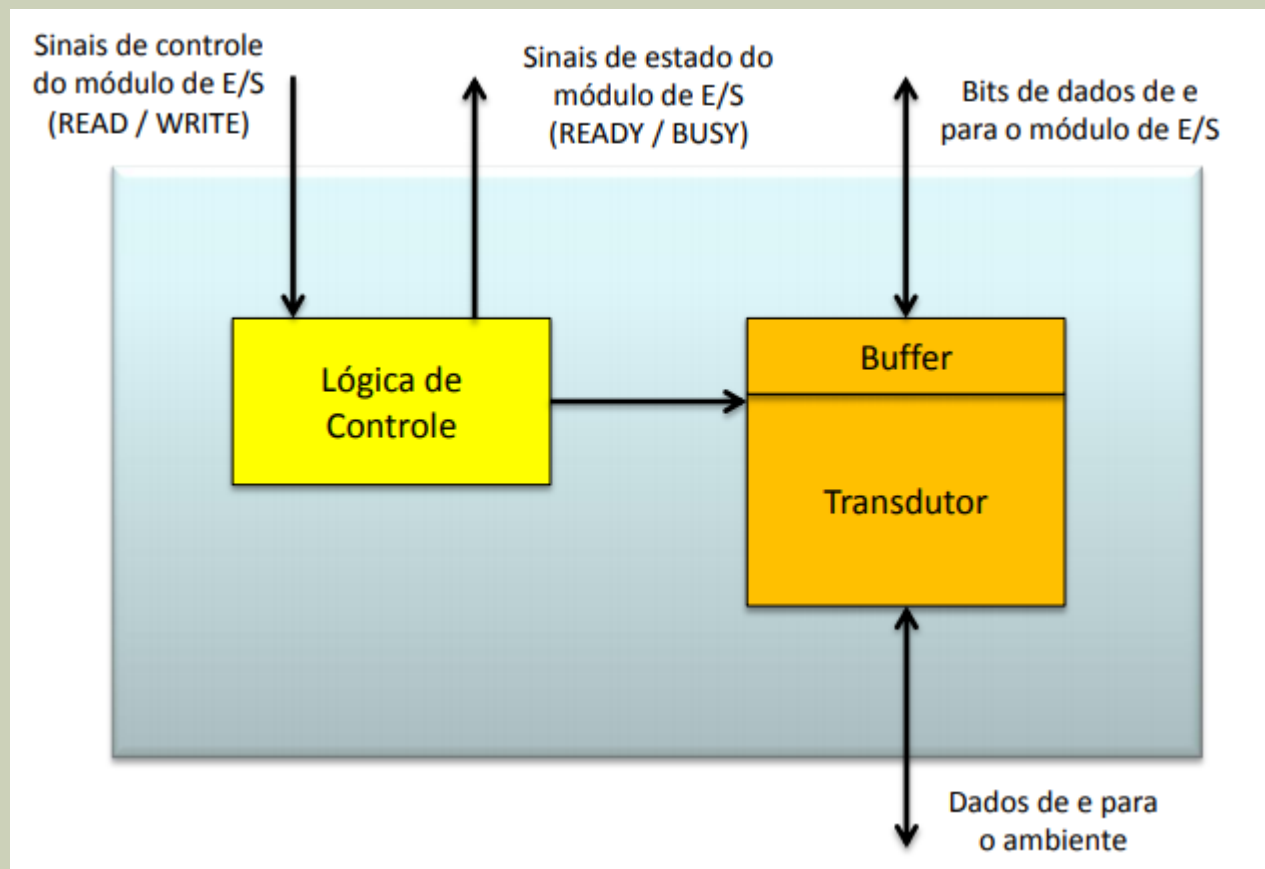 Sinais de controle
do módulo de E/S
(READ / WRITE)
Sinais de estado do
módulo de E/S
(READY / BUSY)
Bits de dados de e
para o módulo de E/S
Lógica de
Controle
Buffer
Transdutor
Dados de e para
o ambiente